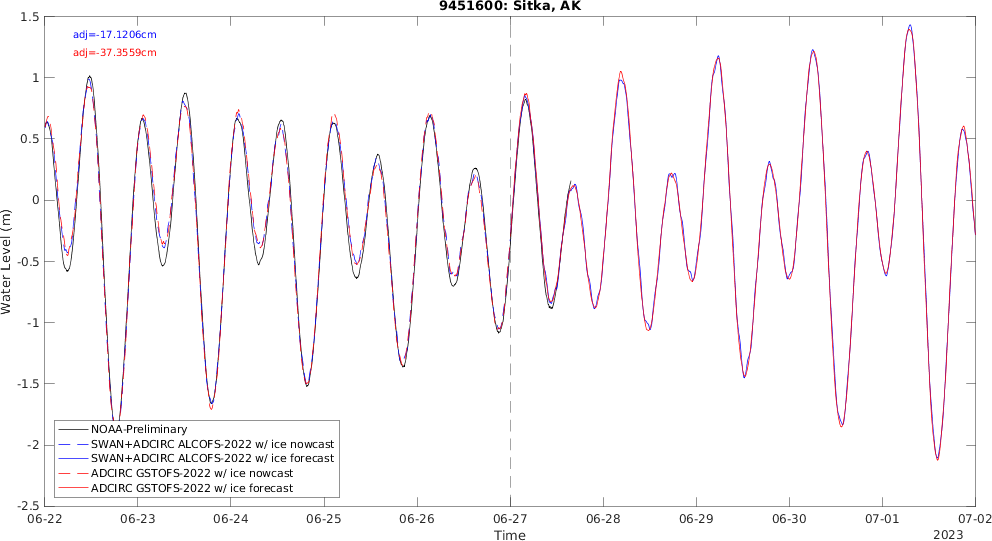 9451600: Sitka, AK
adj=-17.1206cm
adj=-37.3559cm
Water Level (m)
1.5
1
0.5
0
-0.5
-1
-1.5
-2
-2.5
NOAA-Preliminary
SWAN+ADCIRC ALCOFS-2022 w/ ice nowcast
SWAN+ADCIRC ALCOFS-2022 w/ ice forecast
ADCIRC GSTOFS-2022 w/ ice nowcast
ADCIRC GSTOFS-2022 w/ ice forecast
06-22 06-23 06-24 06-25 06-26 06-27 06-28 06-29 06-30 07-01 07-02
Time
2023